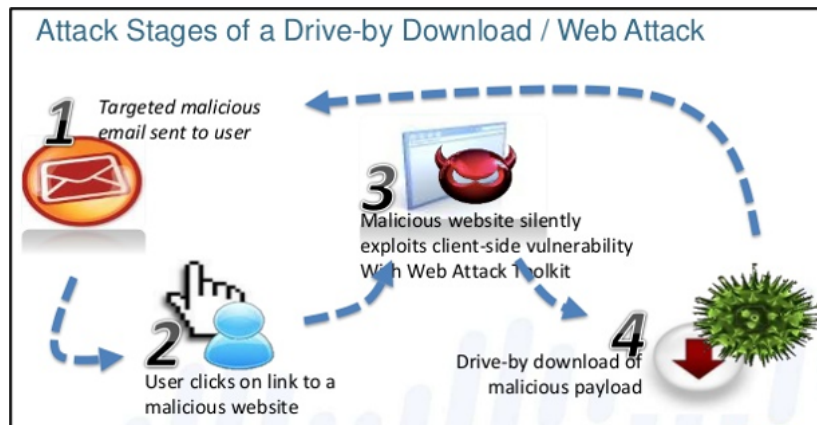 Attack Stages of a Drive-by Download / Web Attack
1
Targeted malicious
email sent to user
2
User clicks on link to a
malicious website
3
Malicious website silently
exploits client-side vulnerability
With Web Attack Toolkit
4
Drive-by download of
malicious payload